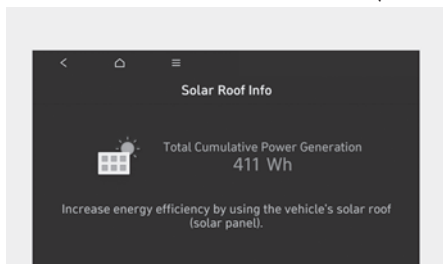 Solar Roof Info
Total Cumulative Power Generation
411 Wh
Increase energy efficiency by using the vehicle's solar roof
(solar panel).